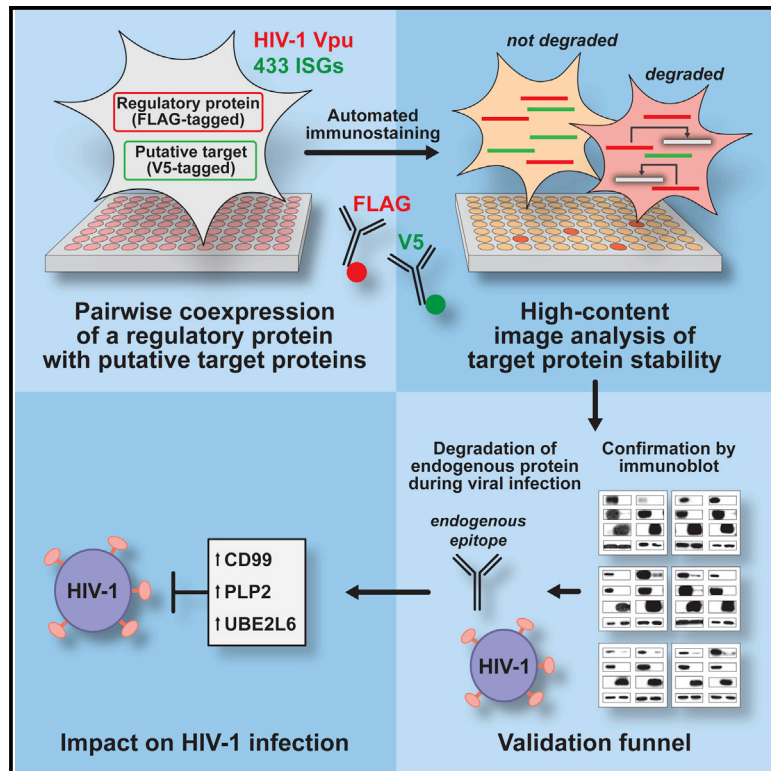 HIV-1 Vpu
433 ISGs
Regulatory protein
(FLAG-tagged)
Putative target
(V5-tagged)
Automated
immunostaining
FLAG
V5
Pairwise coexpression
of a regulatory protein
with putative target proteins
not degraded
degraded
High-content
image analysis of
target protein stability
Degradation of
endogenous protein
during viral infection
endogenous
epitope
HIV-1
Confirmation by
immunoblot
Validation funnel
HIV-1
↑CD99
↑PLP2
↑UBE2L6
Impact on HIV-1 infection